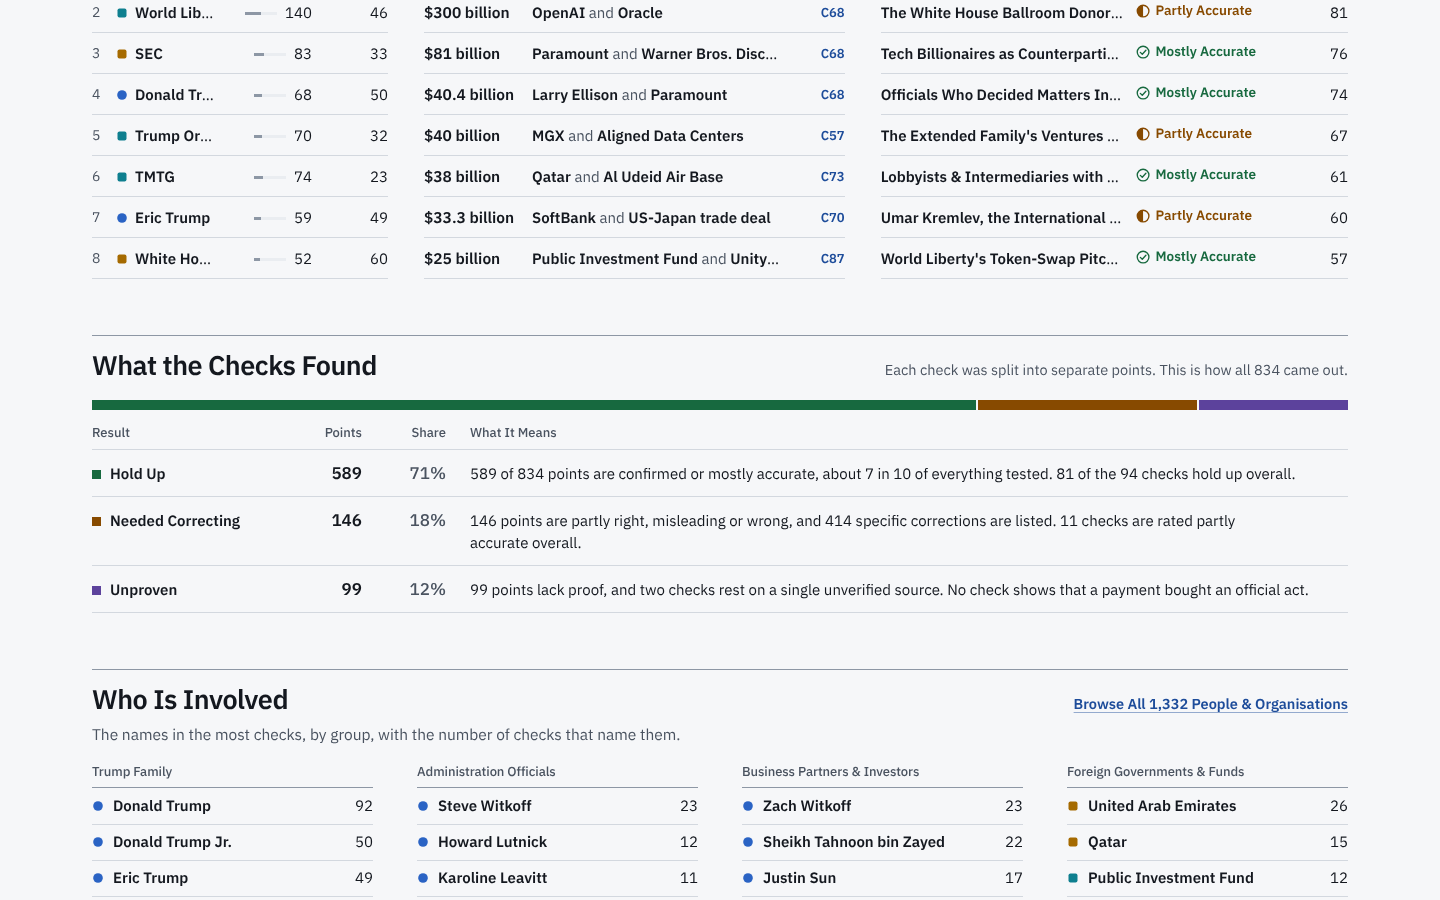 2 World Lib... 140 46 $300 billion OpenAI and Oracle C68 The White House Ballroom Donor... Partly Accurate 81
3 SEC 83 33 $81 billion Paramount and Warner Bros. Disc... C68 Tech Billionaires as Counterparti... Mostly Accurate 76
4 Donald Tr... 68 50 $40.4 billion Larry Ellison and Paramount C68 Officials Who Decided Matters In... Mostly Accurate 74
5 Trump Or... 70 32 $40 billion MGX and Aligned Data Centers C57 The Extended Family's Ventures ... Partly Accurate 67
6 TMTG 74 23 $38 billion Qatar and Al Udeid Air Base C73 Lobbyists & Intermediaries with ... Mostly Accurate 61
7 Eric Trump 59 49 $33.3 billion SoftBank and US-Japan trade deal C70 Umar Kremlev, the International ... Partly Accurate 60
8 White Ho... 52 60 $25 billion Public Investment Fund and Unity... C87 World Liberty's Token-Swap Pitc... Mostly Accurate 57
What the Checks Found
Each check was split into separate points. This is how all 834 came out.
Result Points Share What It Means
Hold Up 589 71% 589 of 834 points are confirmed or mostly accurate, about 7 in 10 of everything tested. 81 of the 94 checks hold up overall.
Needed Correcting 146 18% 146 points are partly right, misleading or wrong, and 414 specific corrections are listed. 11 checks are rated partly
accurate overall.
Unproven 99 12% 99 points lack proof, and two checks rest on a single unverified source. No check shows that a payment bought an official act.
Who Is Involved
Browse All 1,332 People & Organisations
The names in the most checks, by group, with the number of checks that name them.
Trump Family Administration Officials Business Partners & Investors Foreign Governments & Funds
Donald Trump 92 Steve Witkoff 23 Zach Witkoff 23 United Arab Emirates 26
Donald Trump Jr. 50 Howard Lutnick 12 Sheikh Tahnoon bin Zayed 22 Qatar 15
Eric Trump 49 Karoline Leavitt 11 Justin Sun 17 Public Investment Fund 12